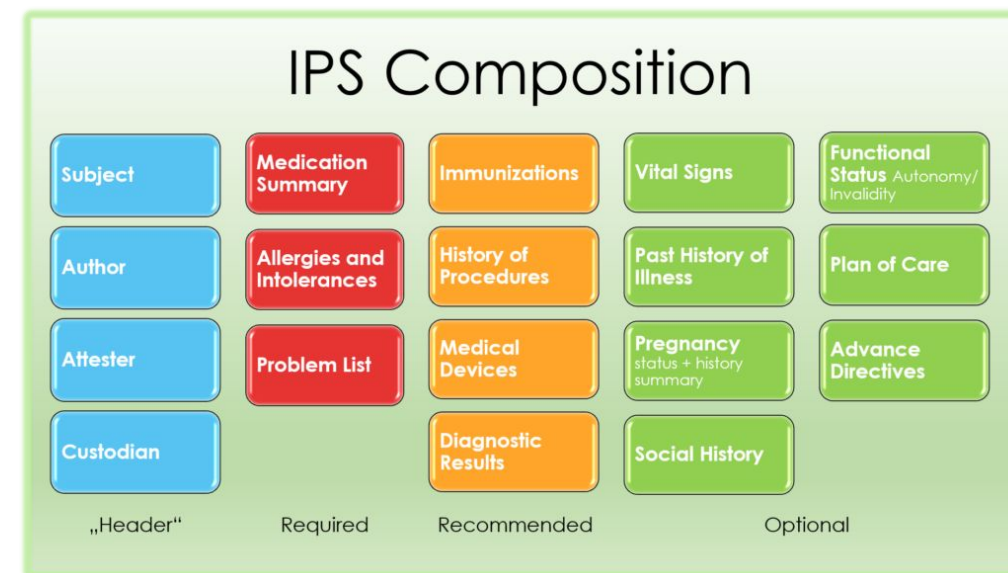 IPS Composition
Subject
Author
Attester
Custodian
„Header“
Medication
Summary
Allergies and
Intolerances
Problem List
Required
Immunizations
History of
Procedures
Medical
Devices
Diagnostic
Results
Recommended
Vital Signs
Past History of
Illness
Pregnancy
status + history
summary
Social History
Functional
Status Autonomy/
Invalidity
Plan of Care
Advance
Directives
Optional